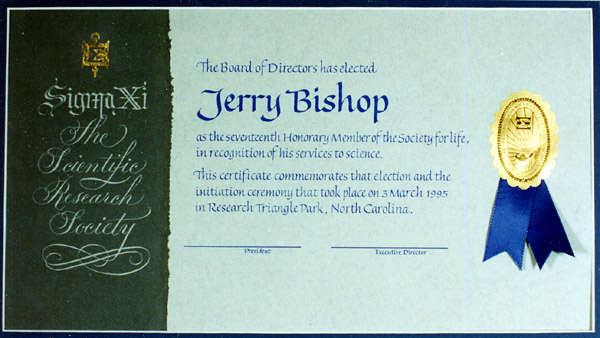 Sigma Xi
The
Scientific
Research
Society
The Board of Directors has elected
Jerry Bishop
as the seventeenth Honorary Member of the Society for life,
in recognition of his services to science.
This certificate commemorates that election and the
initiation ceremony that took place on 3 March 1995
in Research Triangle Park, North Carolina.
President
Executive Director